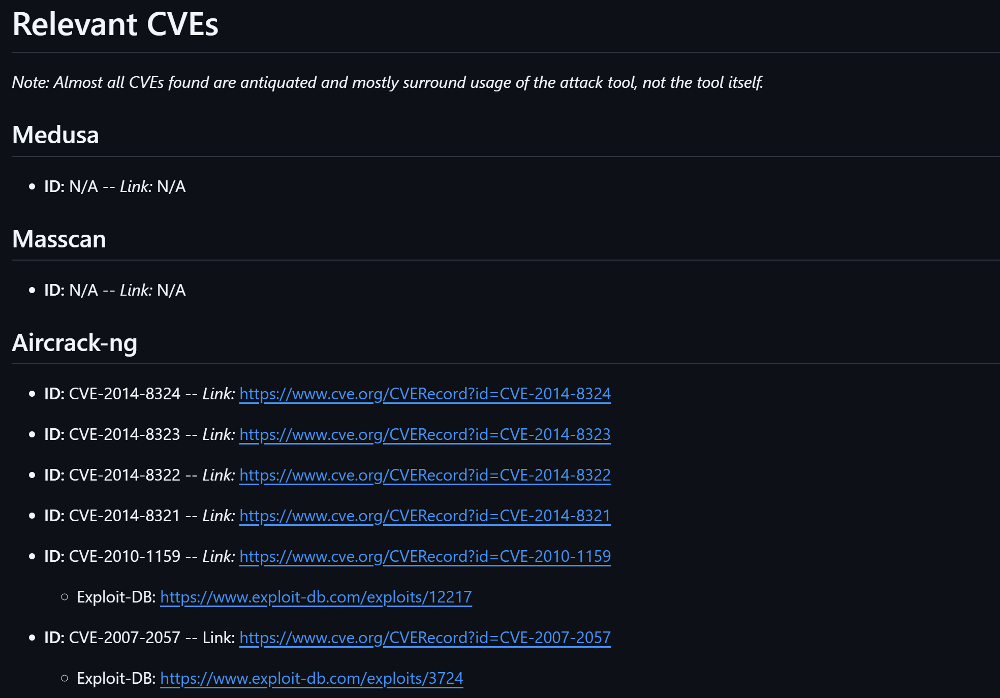 Relevant CVEs
Note: Almost all CVEs found are antiquated and mostly surround usage of the attack tool, not the tool itself.
Medusa
ID: N/A -- Link: N/A
Masscan
ID: N/A -- Link: N/A
Aircrack-ng
ID: CVE-2014-8324 -- Link: https://www.cve.org/CVERecord?id=CVE-2014-8324
ID: CVE-2014-8323 -- Link: https://www.cve.org/CVERecord?id=CVE-2014-8323
ID: CVE-2014-8322 -- Link: https://www.cve.org/CVERecord?id=CVE-2014-8322
ID: CVE-2014-8321 -- Link: https://www.cve.org/CVERecord?id=CVE-2014-8321
ID: CVE-2010-1159 -- Link: https://www.cve.org/CVERecord?id=CVE-2010-1159
Exploit-DB: https://www.exploit-db.com/exploits/12217
ID: CVE-2007-2057 -- Link: https://www.cve.org/CVERecord?id=CVE-2007-2057
Exploit-DB: https://www.exploit-db.com/exploits/3724